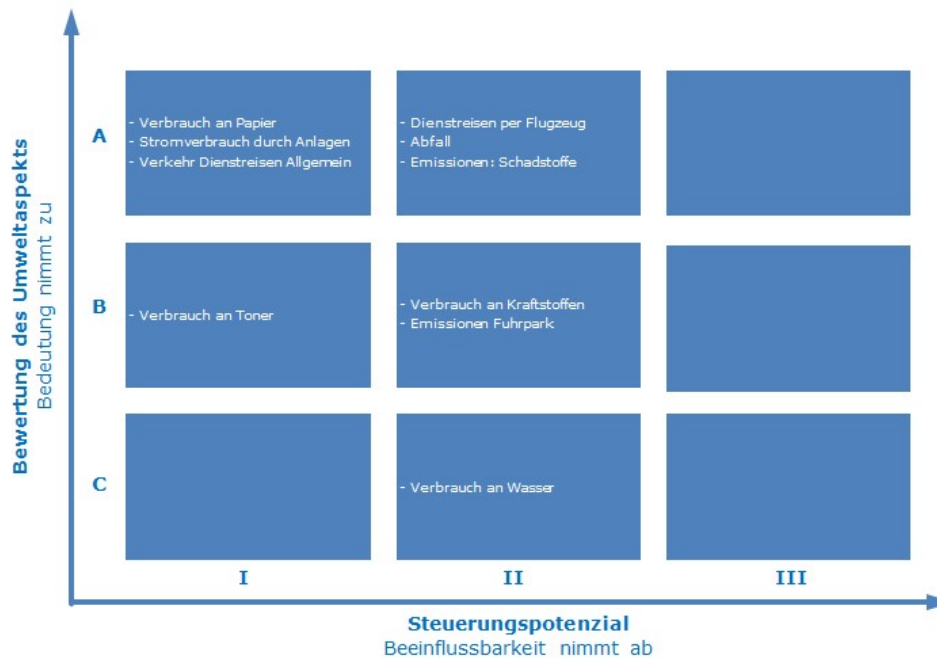 Bewertung des Umweltaspekts
Bedeutung nimmt zu
A
- Verbrauch an Papier
- Stromverbrauch durch Anlagen
- Verkehr Dienstreisen Allgemein
- Dienstreisen per Flugzeug
- Abfall
- Emissionen: Schadstoffe
B
- Verbrauch an Toner
- Verbrauch an Kraftstoffen
- Emissionen Fuhrpark
C
- Verbrauch an Wasser
I
II
III
Steuerungspotenzial
Beeinflussbarkeit nimmt ab